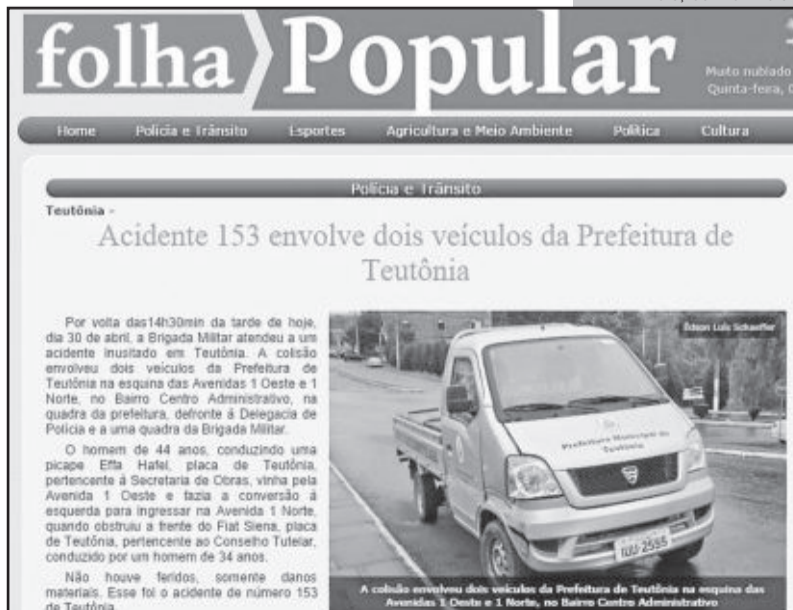 folha Popular
Muito nublado
Quinta-feira,
Home Polícia e Trânsito Esportes Agricultura e Meio Ambiente Política Cultura
Polícia e Trânsito
Teutônia -
Acidente 153 envolve dois veículos da Prefeitura de
Teutônia
Por volta das14h30min da tarde de hoje,
dia 30 de abril, a Brigada Militar atendeu a um
acidente inusitado em Teutônia. A colisão
envolveu dois veículos da Prefeitura de
Teutônia na esquina das Avenidas 1 Oeste e 1
Norte, no Bairro Centro Administrativo, na
quadra da prefeitura, defronte á Delegacia de
Polícia e a uma quadra da Brigada Militar.
O homem de 44 anos, conduzindo uma
picape Effa Hafei, placa de Teutônia,
pertencente á Secretaria de Obras, vinha pela
Avenida 1 Oeste e fazia a conversão á
esquerda para ingressar na Avenida 1 Norte,
quando obstruiu a frente do Fiat Siena, placa
de Teutônia, pertencente ao Conselho Tutelar,
conduzido por um homem de 34 anos.
Não houve feridos, somente danos
materiais. Esse foi o acidente de número 153
de Teutônia.
Édson Luís Schaeffer
Prefeitura Municipal de
Teutônia
IUU-2555
A colisão envolveu dois veículos da Prefeitura de Teutônia na esquina das
Avenidas 1 Oeste e 1 Norte, no Bairro Centro Administrativo